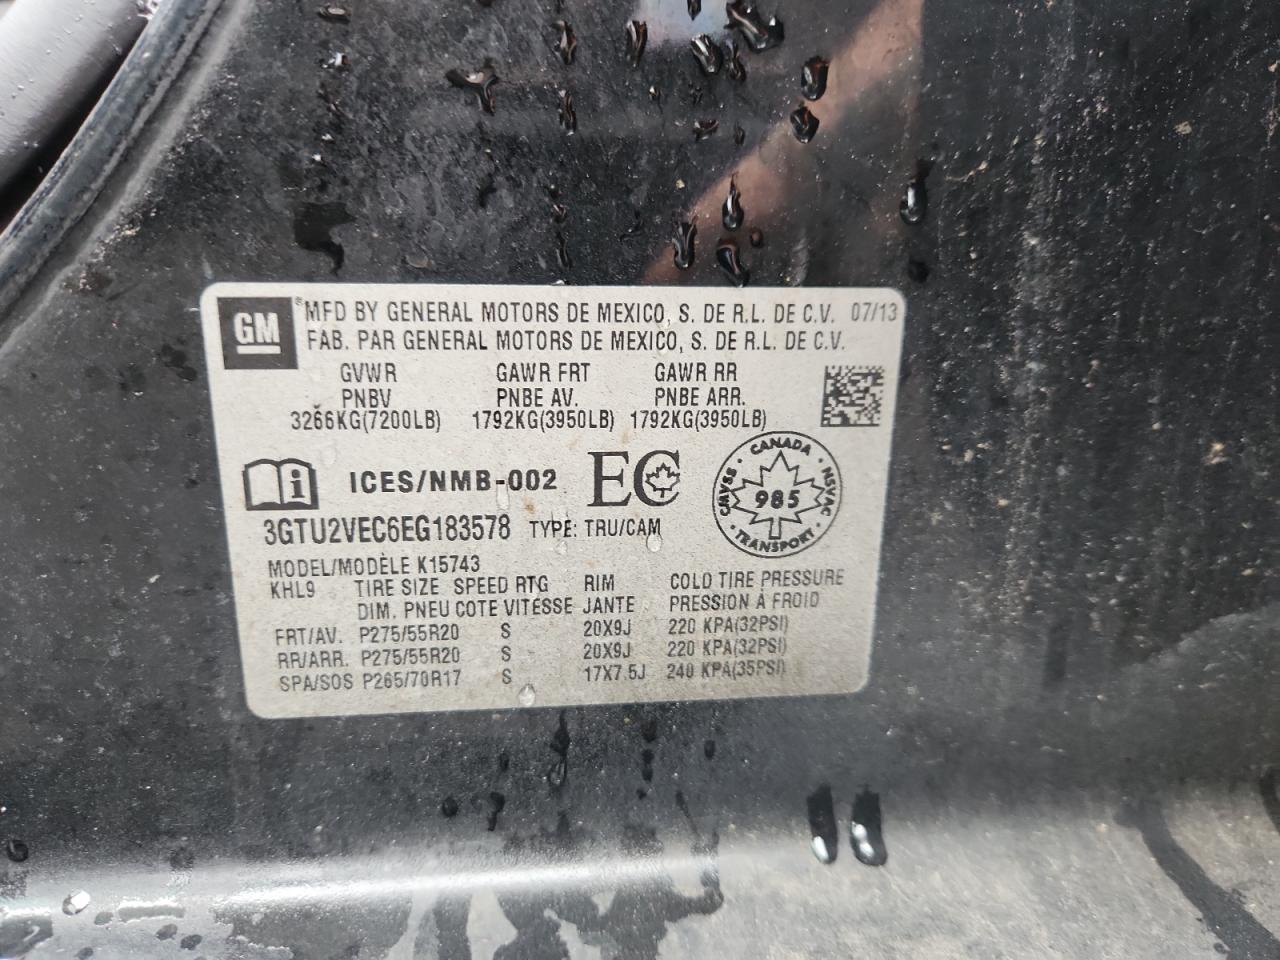 GM ® MFD BY GENERAL MOTORS DE MEXICO, S. DE R.L. DE C.V. 07/13
FAB. PAR GENERAL MOTORS DE MEXICO, S. DE R.L. DE C.V.
GVWR GAWR FRT GAWR RR
PNBV PNBE AV. PNBE ARR.
3266KG(7200LB) 1792KG(3950LB) 1792KG(3950LB)
i ICES/NMB-002 EC CANADA CMVSS NSVAC 985 TRANSPORT
3GTU2VEC6EG183578 TYPE: TRU/CAM
MODEL/MODÈLE K15743
KHL9 TIRE SIZE SPEED RTG RIM COLD TIRE PRESSURE
DIM. PNEU COTE VITESSE JANTE PRESSION À FROID
FRT/AV. P275/55R20 S 20X9J 220 KPA(32PSI)
RR/ARR. P275/55R20 S 20X9J 220 KPA(32PSI)
SPA/SOS P265/70R17 S 17X7.5J 240 KPA(35PSI)